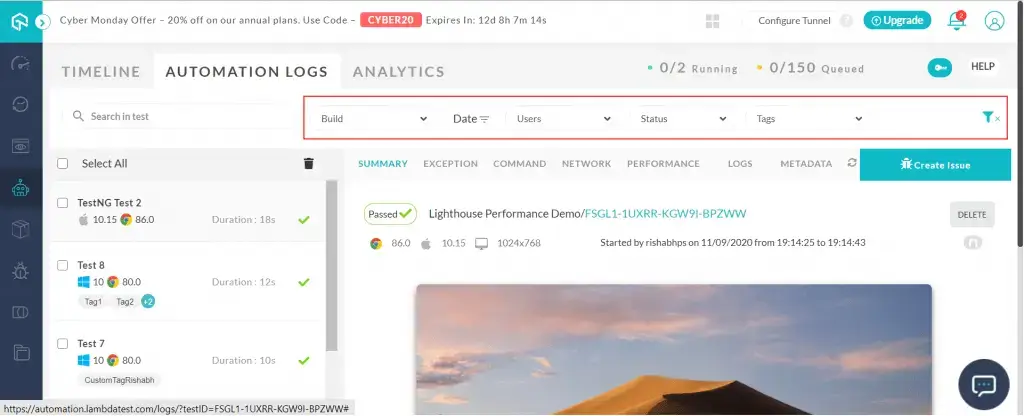 Cyber Monday Offer – 20% off on our annual plans. Use Code – CYBER20 Expires In: 12d 8h 7m 14s
Configure Tunnel ? Upgrade 2
TIMELINE AUTOMATION LOGS ANALYTICS 0/2 Running 0/150 Queued HELP
Search in test Build Date Users Status Tags
Select All
SUMMARY EXCEPTION COMMAND NETWORK PERFORMANCE LOGS METADATA Create Issue
TestNG Test 2
10.15 86.0 Duration : 18s
Passed Lighthouse Performance Demo/FSGL1-1UXRR-KGW9I-BPZWW DELETE
86.0 10.15 1024x768 Started by rishabhps on 11/09/2020 from 19:14:25 to 19:14:43
Test 8
10 80.0 Duration : 12s
Tag1 Tag2 +2
Test 7
10 80.0 Duration : 10s
CustomTagRishabh
https://automation.lambdatest.com/logs/?testID=FSGL1-1UXRR-KGW9I-BPZWW#